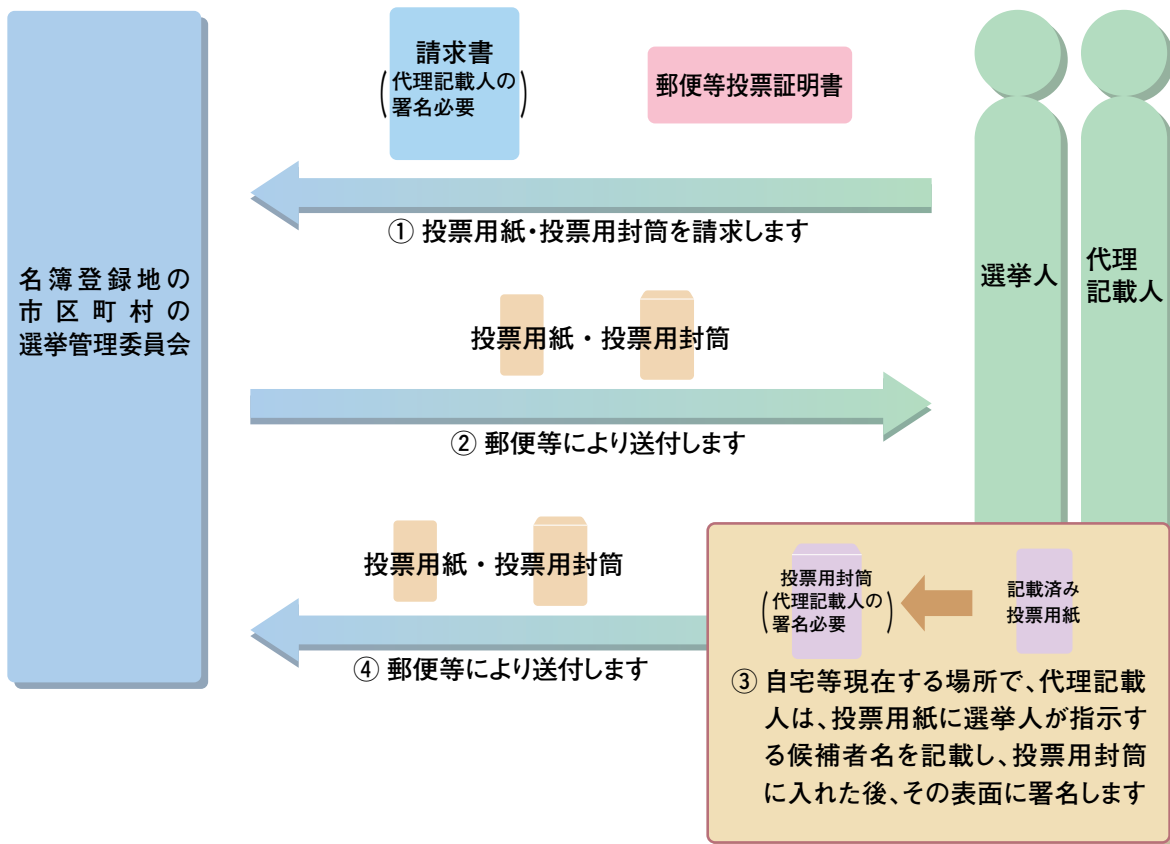 請求書
(代理記載人の
署名必要)
郵便等投票証明書
① 投票用紙・投票用封筒を請求します
名簿登録地の
市区町村の
選挙管理委員会
選挙人
代理
記載人
投票用紙・投票用封筒
② 郵便等により送付します
投票用紙・投票用封筒
④ 郵便等により送付します
投票用封筒
(代理記載人の
署名必要)
記載済み
投票用紙
③ 自宅等現在する場所で、代理記載
人は、投票用紙に選挙人が指示す
る候補者名を記載し、投票用封筒
に入れた後、その表面に署名します